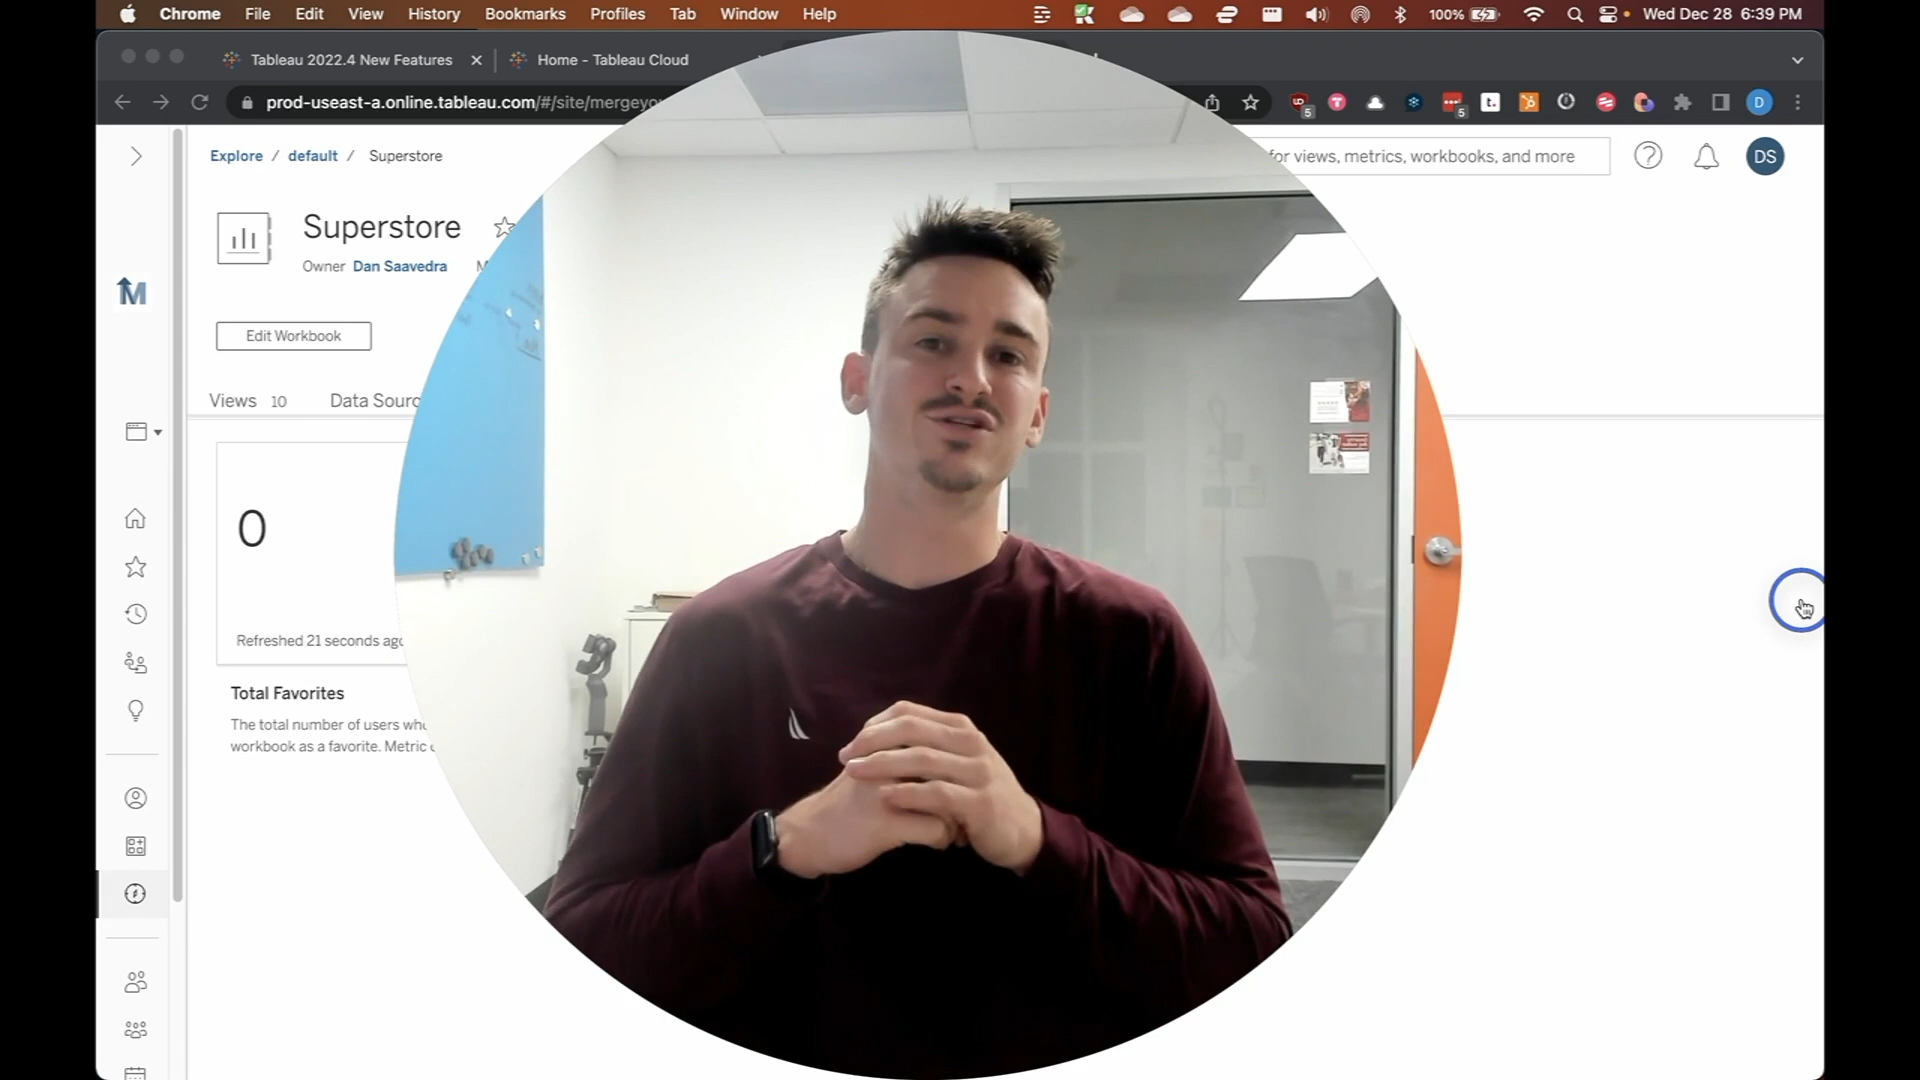 Chrome File Edit View History Bookmarks Profiles Tab Window Help 100% Wed Dec 28 6:39 PM
Tableau 2022.4 New Features Home - Tableau Cloud
prod-useast-a.online.tableau.com/#/site/mergeyo
5 5 D
Explore / default / Superstore
for views, metrics, workbooks, and more
DS
Superstore
Owner Dan Saavedra M
M
Edit Workbook
Views 10 Data Sourc
0
Refreshed 21 seconds ago
Total Favorites
The total number of users who
workbook as a favorite. Metric